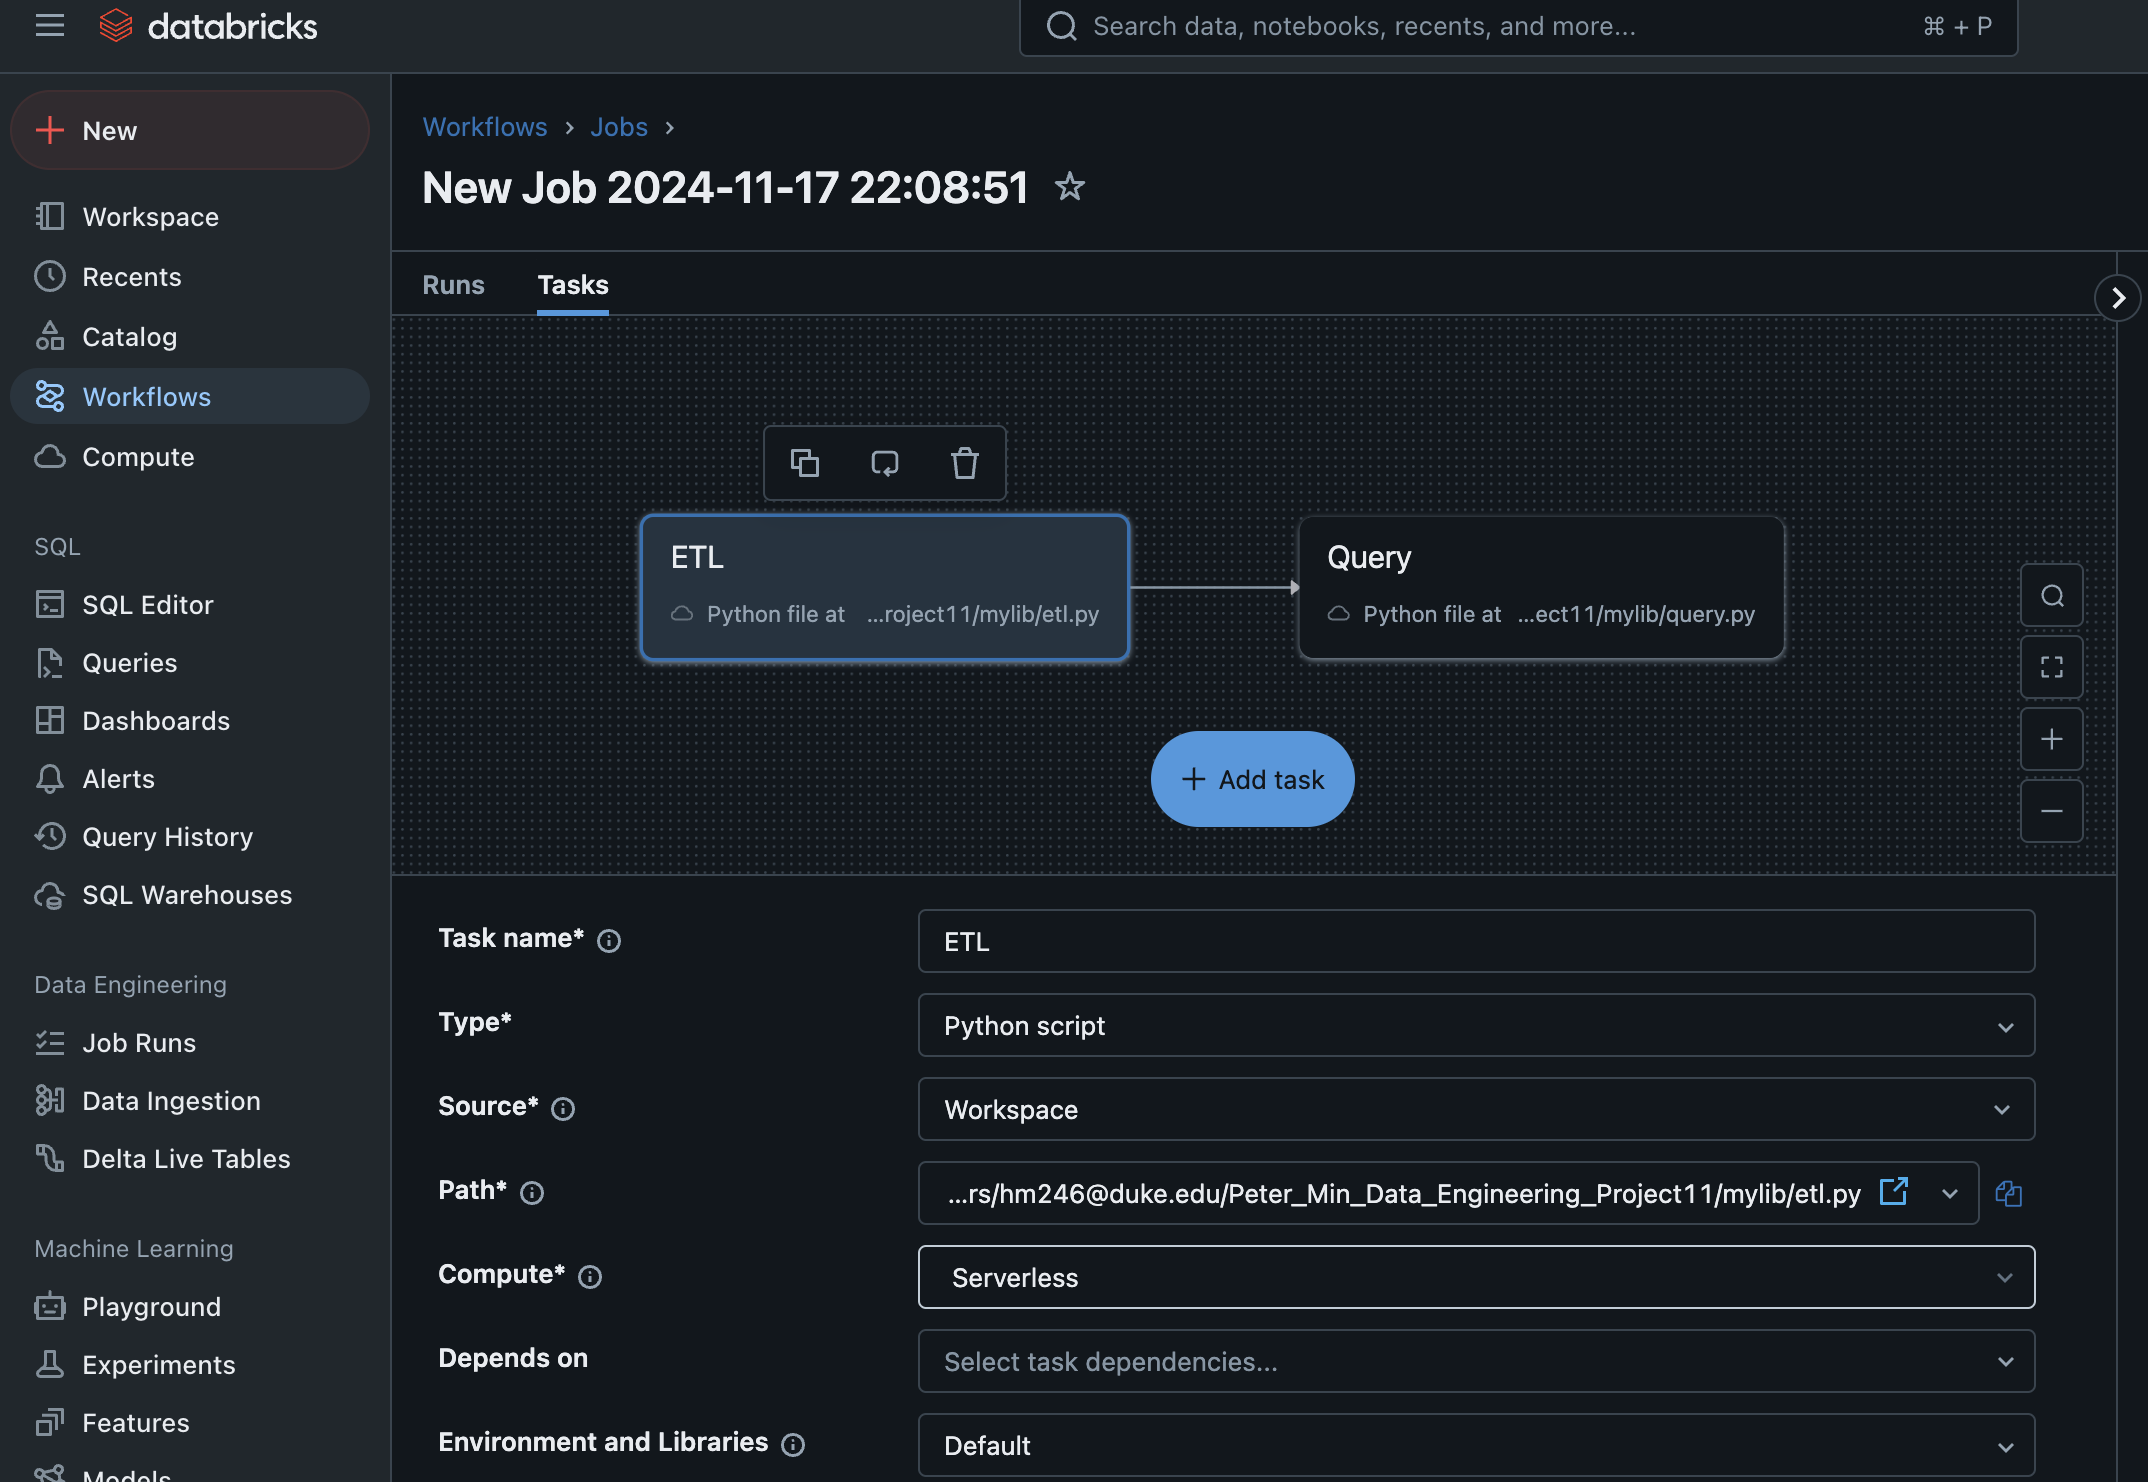 databricks
Search data, notebooks, recents, and more...
⌘ + P
New
Workspace
Recents
Catalog
Workflows
Compute
SQL
SQL Editor
Queries
Dashboards
Alerts
Query History
SQL Warehouses
Data Engineering
Job Runs
Data Ingestion
Delta Live Tables
Machine Learning
Playground
Experiments
Features
Models
Workflows › Jobs ›
New Job 2024-11-17 22:08:51
Runs
Tasks
ETL
Python file at ...roject11/mylib/etl.py
Query
Python file at ...ect11/mylib/query.py
+ Add task
Task name*
ETL
Type*
Python script
Source*
Workspace
Path*
...rs/hm246@duke.edu/Peter_Min_Data_Engineering_Project11/mylib/etl.py
Compute*
Serverless
Depends on
Select task dependencies...
Environment and Libraries
Default